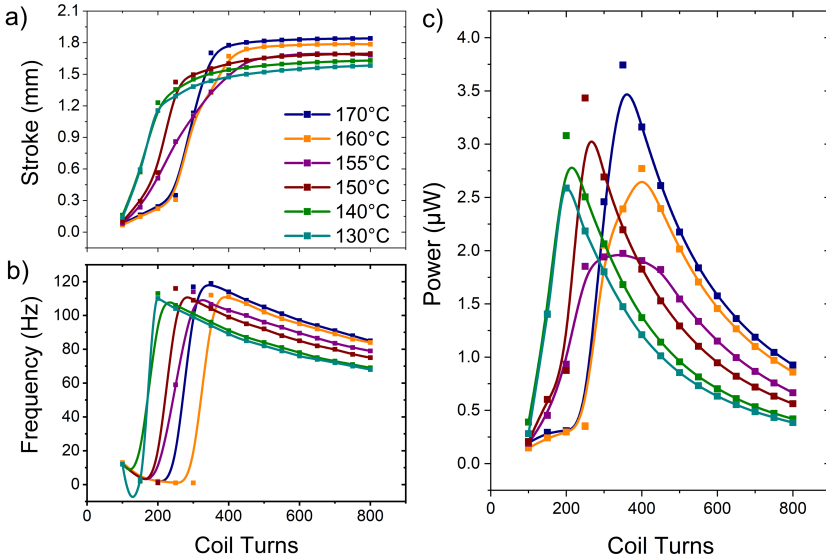 a)
Stroke (mm)
1.8
1.5
1.2
0.9
0.6
0.3
0.0
170°C
160°C
155°C
150°C
140°C
130°C
b)
Frequency (Hz)
120
100
80
60
40
20
0
0 200 400 600 800
Coil Turns
c)
Power (µW)
4.0
3.5
3.0
2.5
2.0
1.5
1.0
0.5
0.0
0 200 400 600 800
Coil Turns